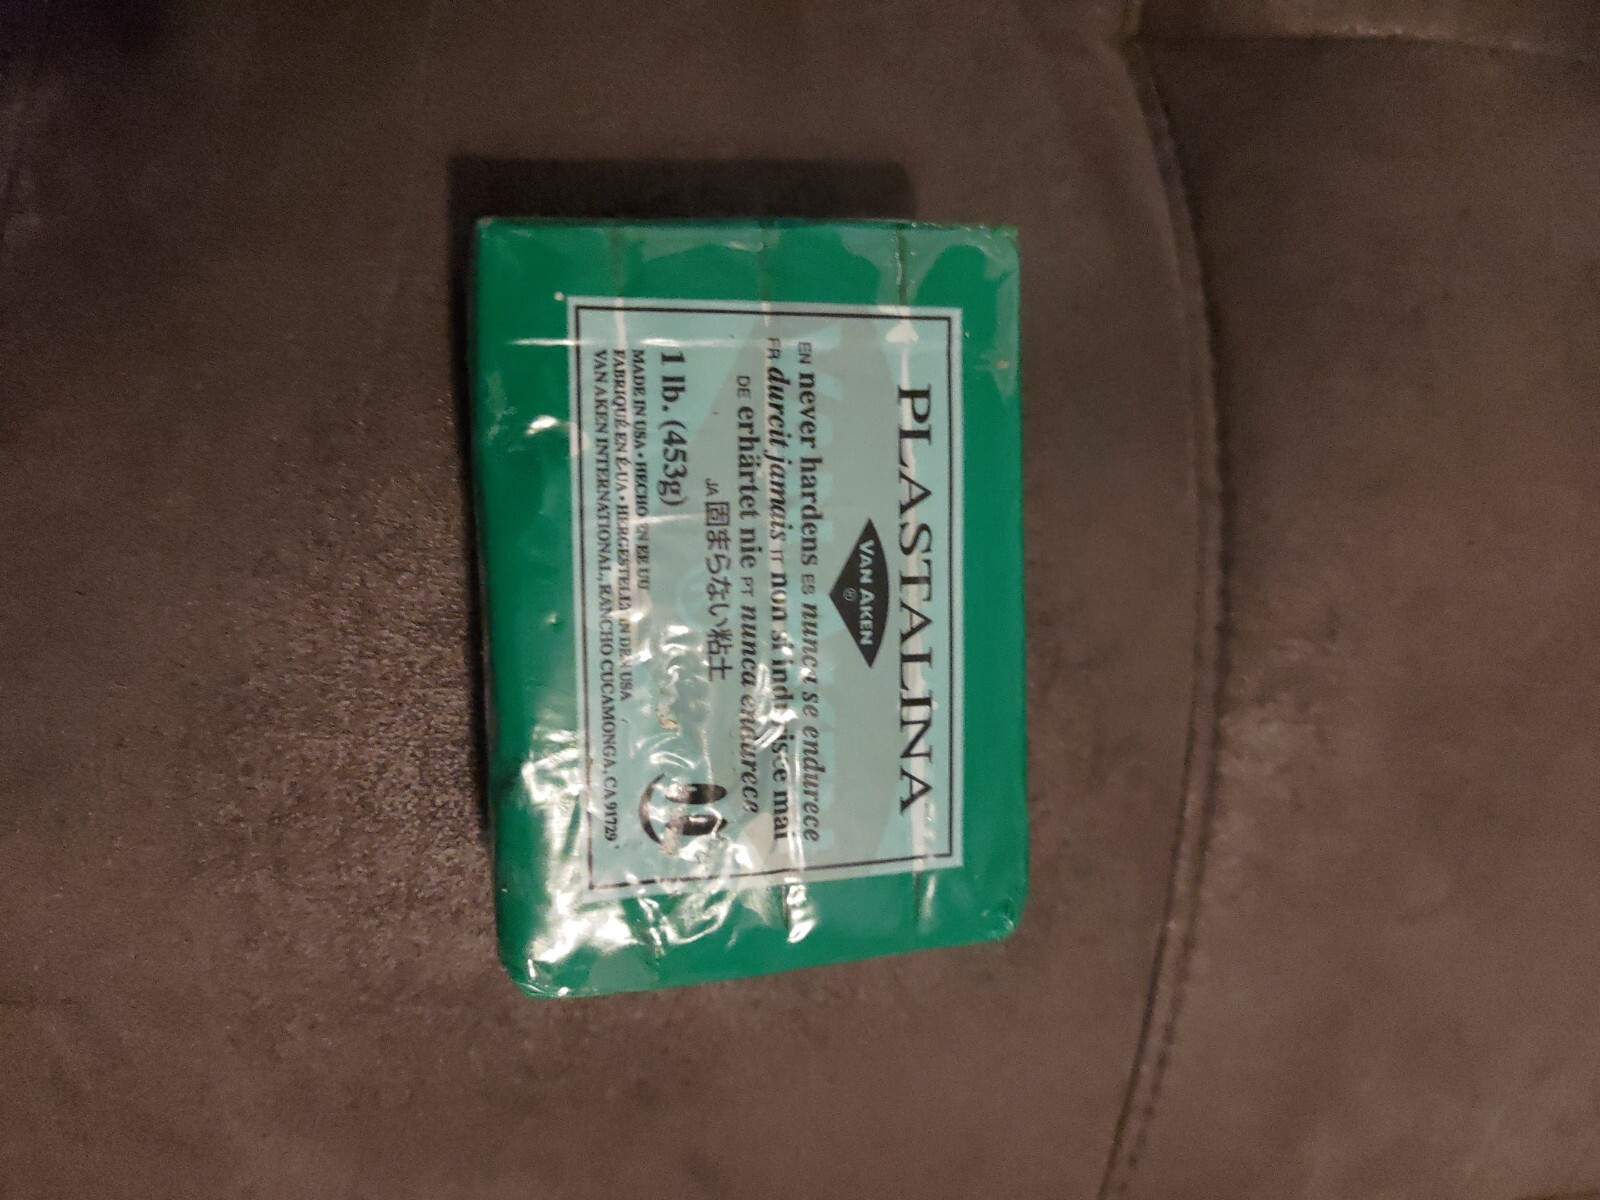 PLASTALINA
VAN AKEN
®
EN never hardens ES nunca se endurece
FR durcit jamais IT non si indurisce mai
DE erhärtet nie PT nunca endurece
JA 固まらない粘土
1 lb. (453g)
MADE IN USA • HECHO EN EE UU
FABRIQUÉ EN É-UA • HERGESTELLT IN DER USA
VAN AKEN INTERNATIONAL, RANCHO CUCAMONGA, CA 91729